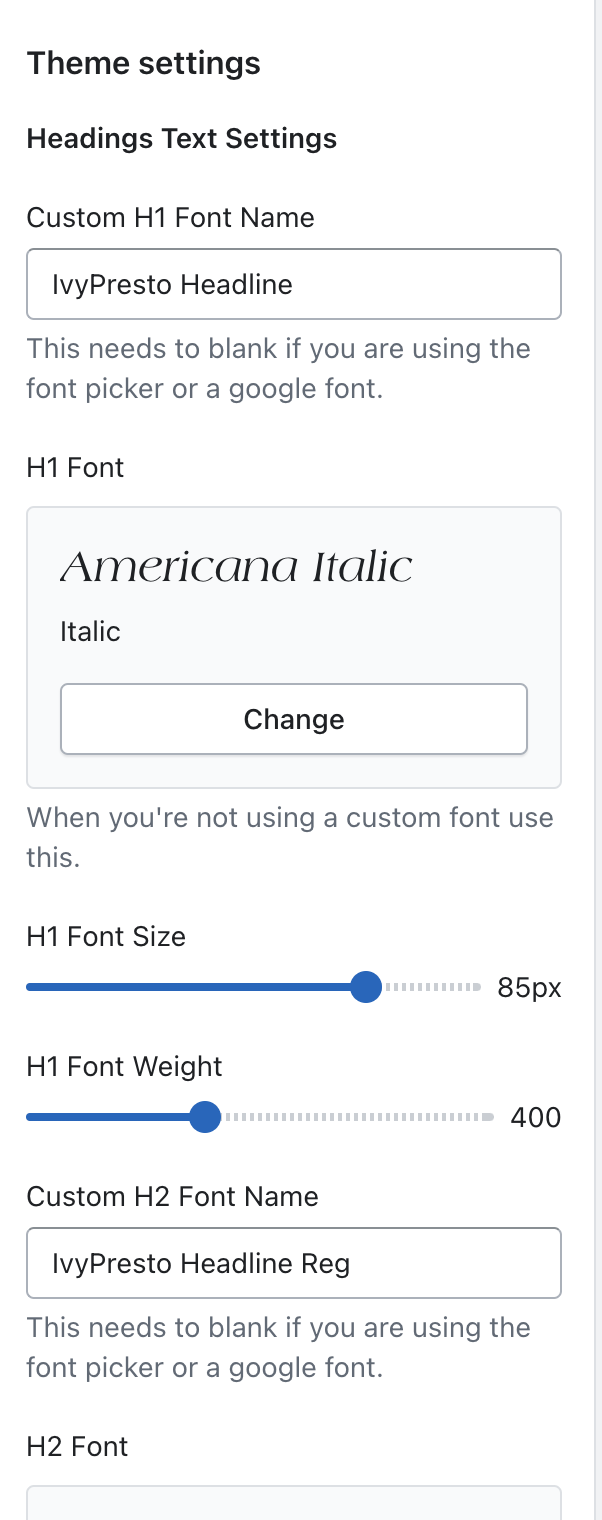 Theme settings
Headings Text Settings
Custom H1 Font Name
IvyPresto Headline
This needs to blank if you are using the
font picker or a google font.
H1 Font
Americana Italic
Italic
Change
When you're not using a custom font use
this.
H1 Font Size
85px
H1 Font Weight
400
Custom H2 Font Name
IvyPresto Headline Reg
This needs to blank if you are using the
font picker or a google font.
H2 Font